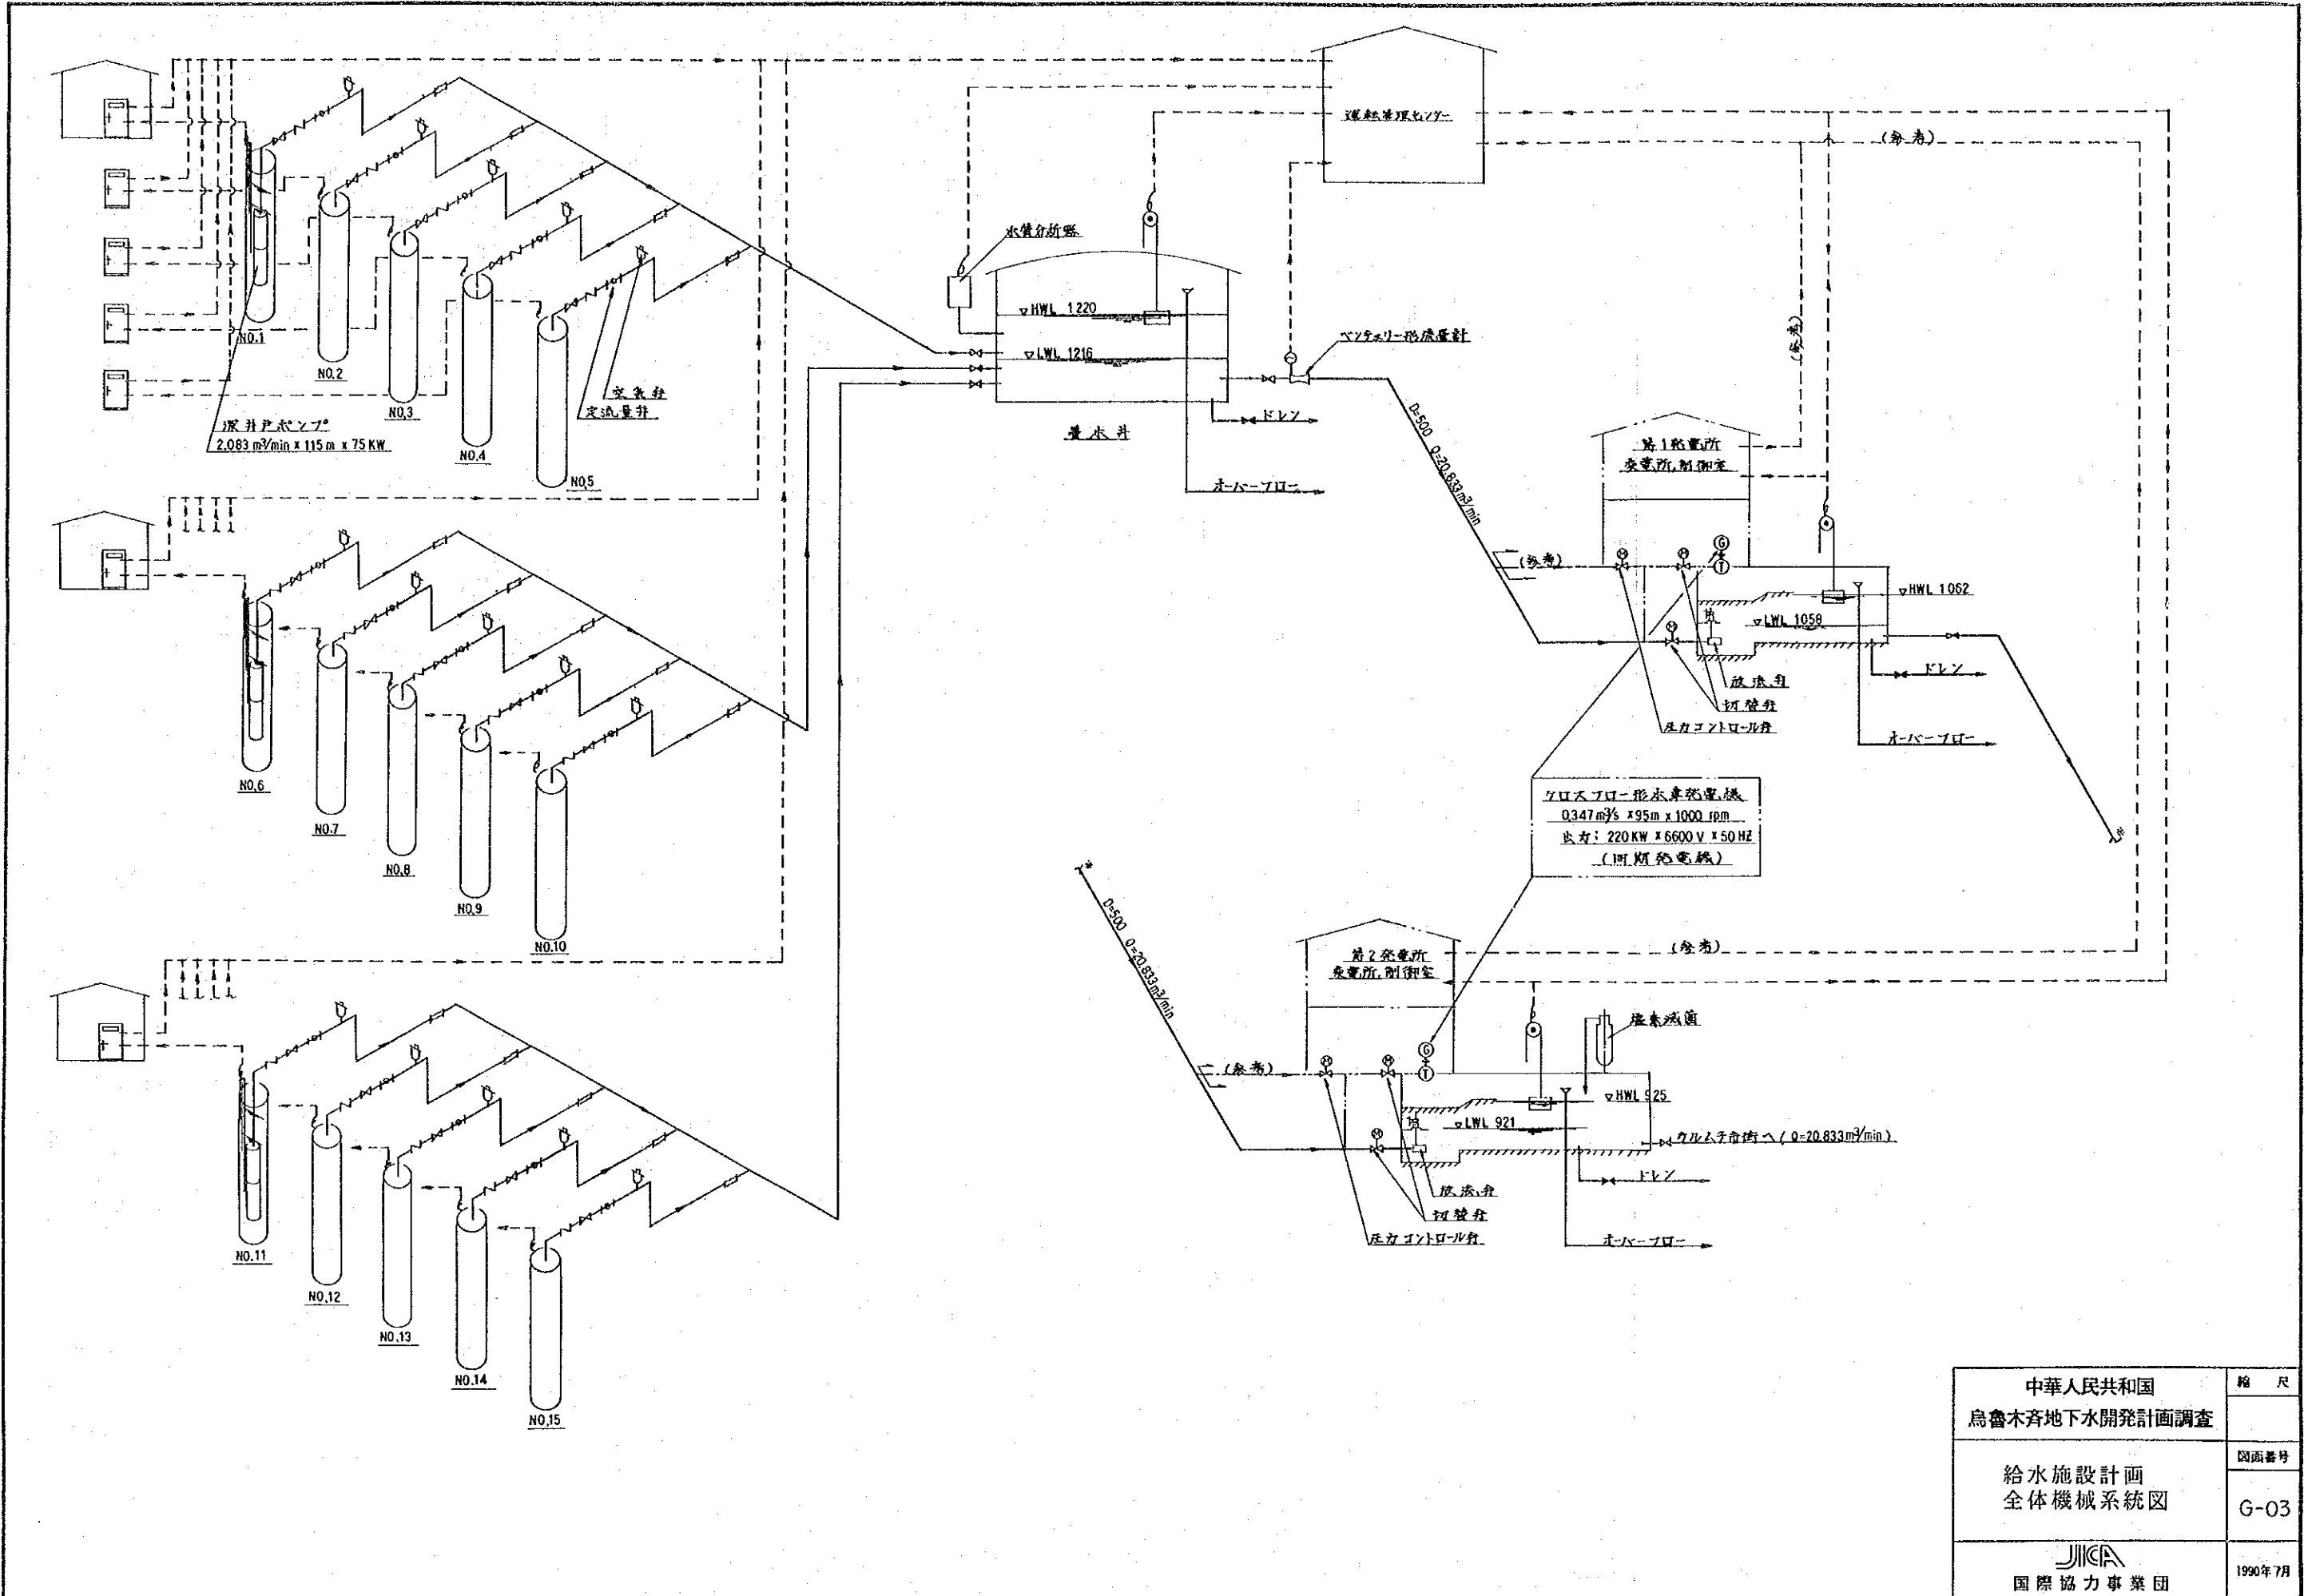 運転管理センター
(参考)
水質分析器
HWL 1220
LWL 1216
ベンチュリー形流量計
ドレン
オーバーフロー
量水井
NO.1
NO.2
NO.3
NO.4
NO.5
空気弁
定流量弁
深井戸ポンプ
2.083 m³/min x 115 m x 75 KW
D=500 Q=20.833m³/min
(参考)
第1発電所
変電所,制御室
(参考)
HWL 1062
LWL 1058
放流弁
切替弁
圧力コントロール弁
ドレン
オーバーフロー
NO.6
NO.7
NO.8
NO.9
NO.10
クロスフロー形水車発電機
0.347 m³/s x 95m x 1000 rpm
出力: 220 KW x 6600 V x 50 HZ
(同期発電機)
D=500 Q=20.833m³/min
第2発電所
変電所,制御室
(参考)
(参考)
塩素滅菌
HWL 925
LWL 921
ウルムチ市街へ (Q=20.833m³/min)
放流弁
切替弁
圧力コントロール弁
ドレン
オーバーフロー
NO.11
NO.12
NO.13
NO.14
NO.15
中華人民共和国
烏魯木斉地下水開発計画調査
縮 尺
給水施設計画
全体機械系統図
図面番号
G-03
JICA
国際協力事業団
1990年7月